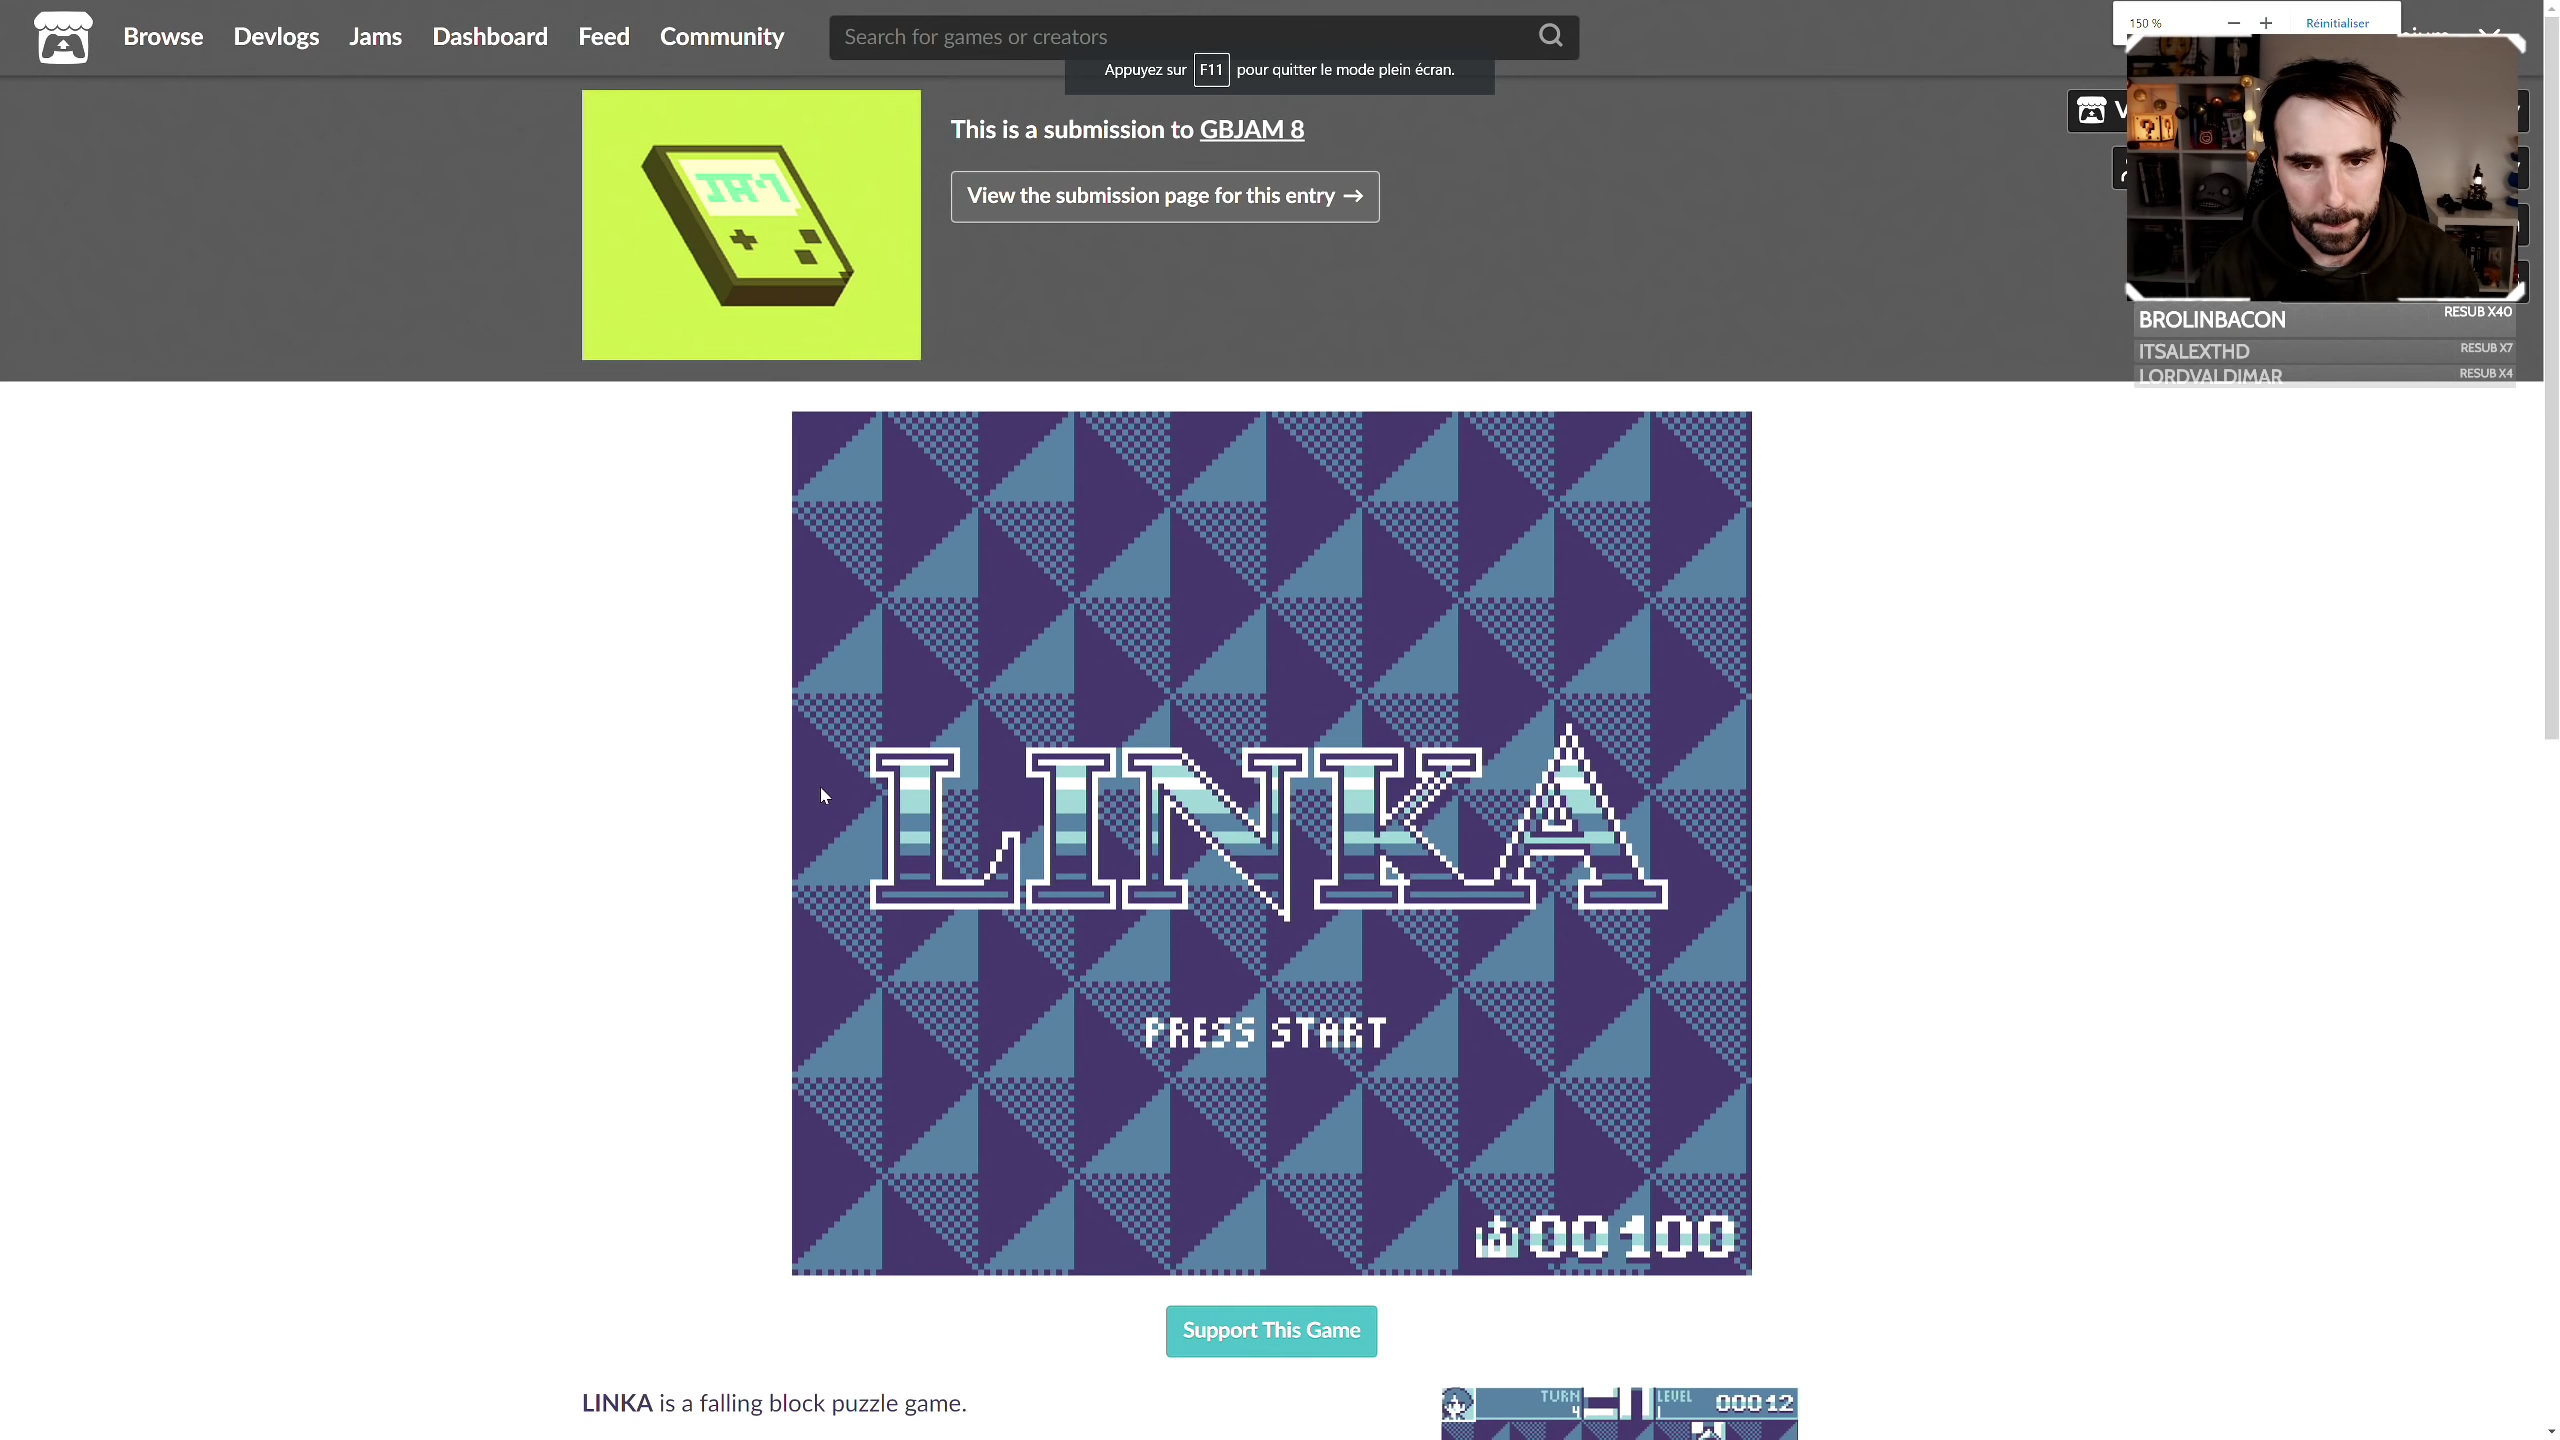 Browse Devlogs Jams Dashboard Feed Community Search for games or creators
150 % − + Réinitialiser
Appuyez sur F11 pour quitter le mode plein écran.
This is a submission to GBJAM 8
View the submission page for this entry →
JAM
BROLINBACON RESUB X40
ITSALEXTHD RESUB X7
LORDVALDIMAR RESUB X4
LINKA
PRESS START
00100
Support This Game
LINKA is a falling block puzzle game.
TURN 4 LEVEL 1 00012